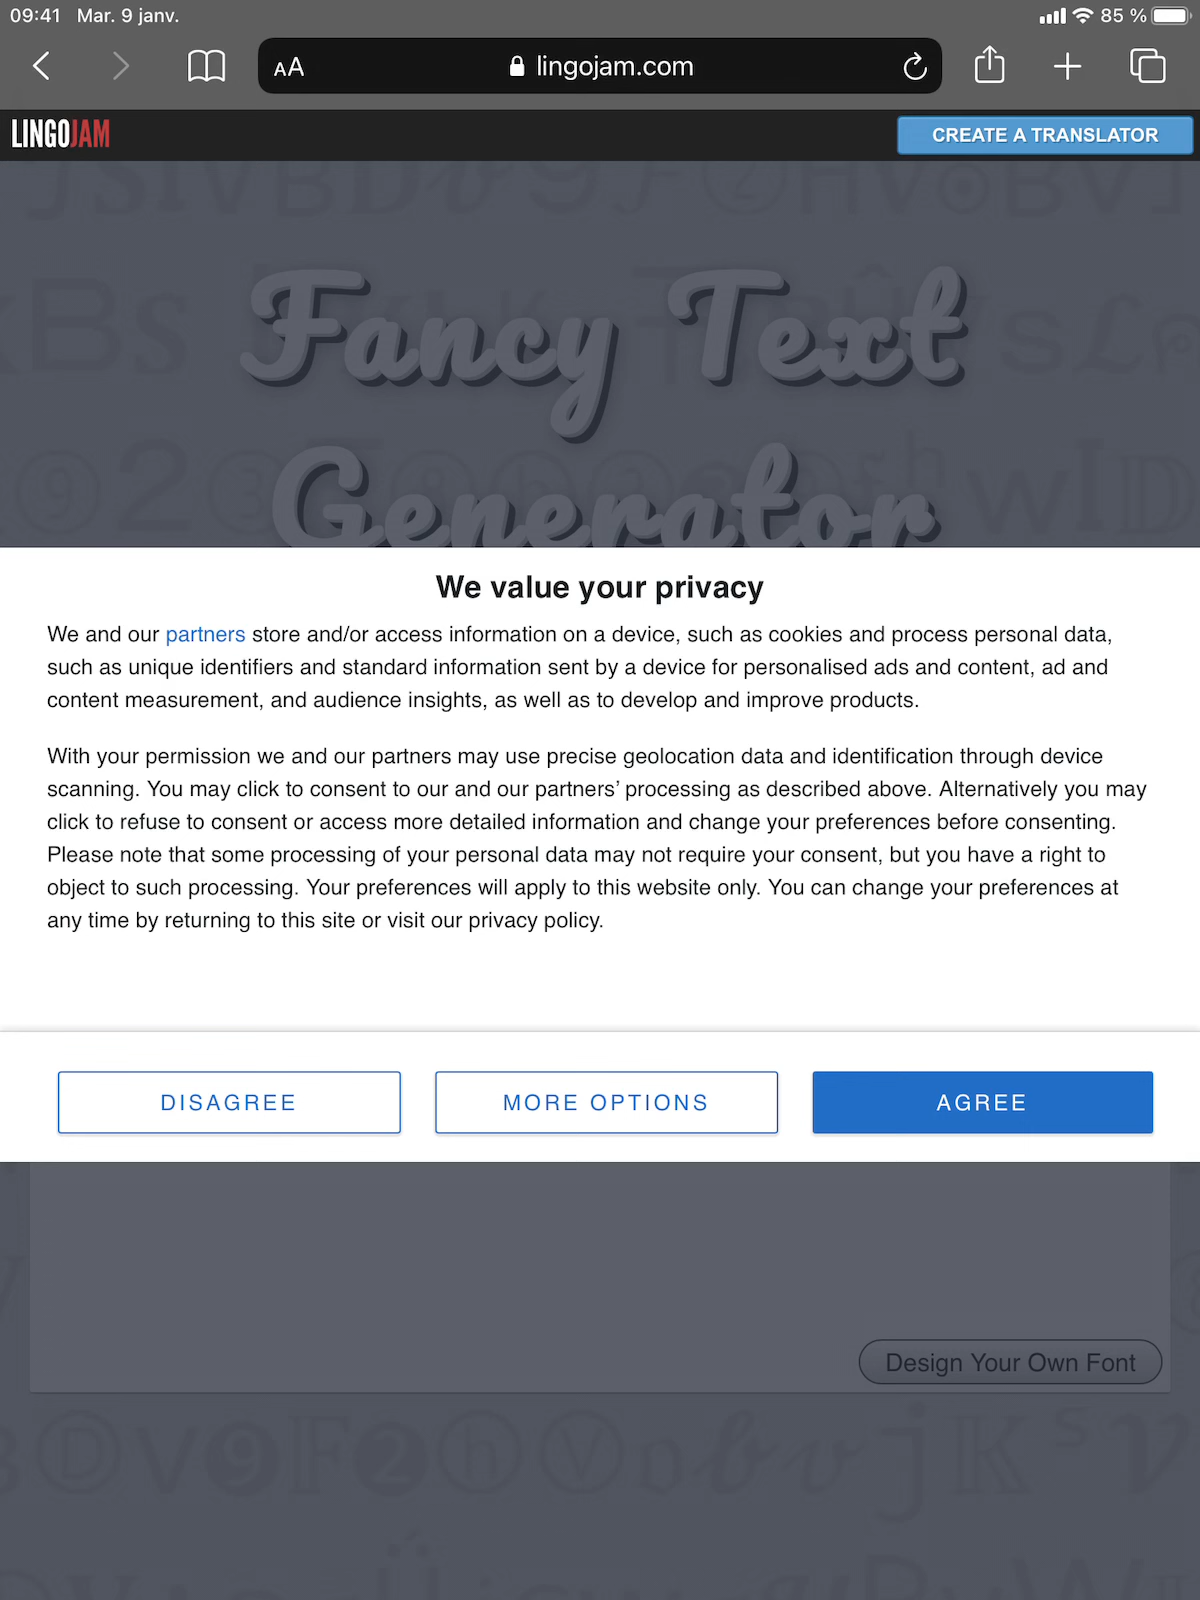 09:41 Mar. 9 janv. 85 %
AA lingojam.com
LINGOJAM CREATE A TRANSLATOR
Fancy Text
Generator
We value your privacy
We and our partners store and/or access information on a device, such as cookies and process personal data,
such as unique identifiers and standard information sent by a device for personalised ads and content, ad and
content measurement, and audience insights, as well as to develop and improve products.
With your permission we and our partners may use precise geolocation data and identification through device
scanning. You may click to consent to our and our partners’ processing as described above. Alternatively you may
click to refuse to consent or access more detailed information and change your preferences before consenting.
Please note that some processing of your personal data may not require your consent, but you have a right to
object to such processing. Your preferences will apply to this website only. You can change your preferences at
any time by returning to this site or visit our privacy policy.
DISAGREE MORE OPTIONS AGREE
Design Your Own Font